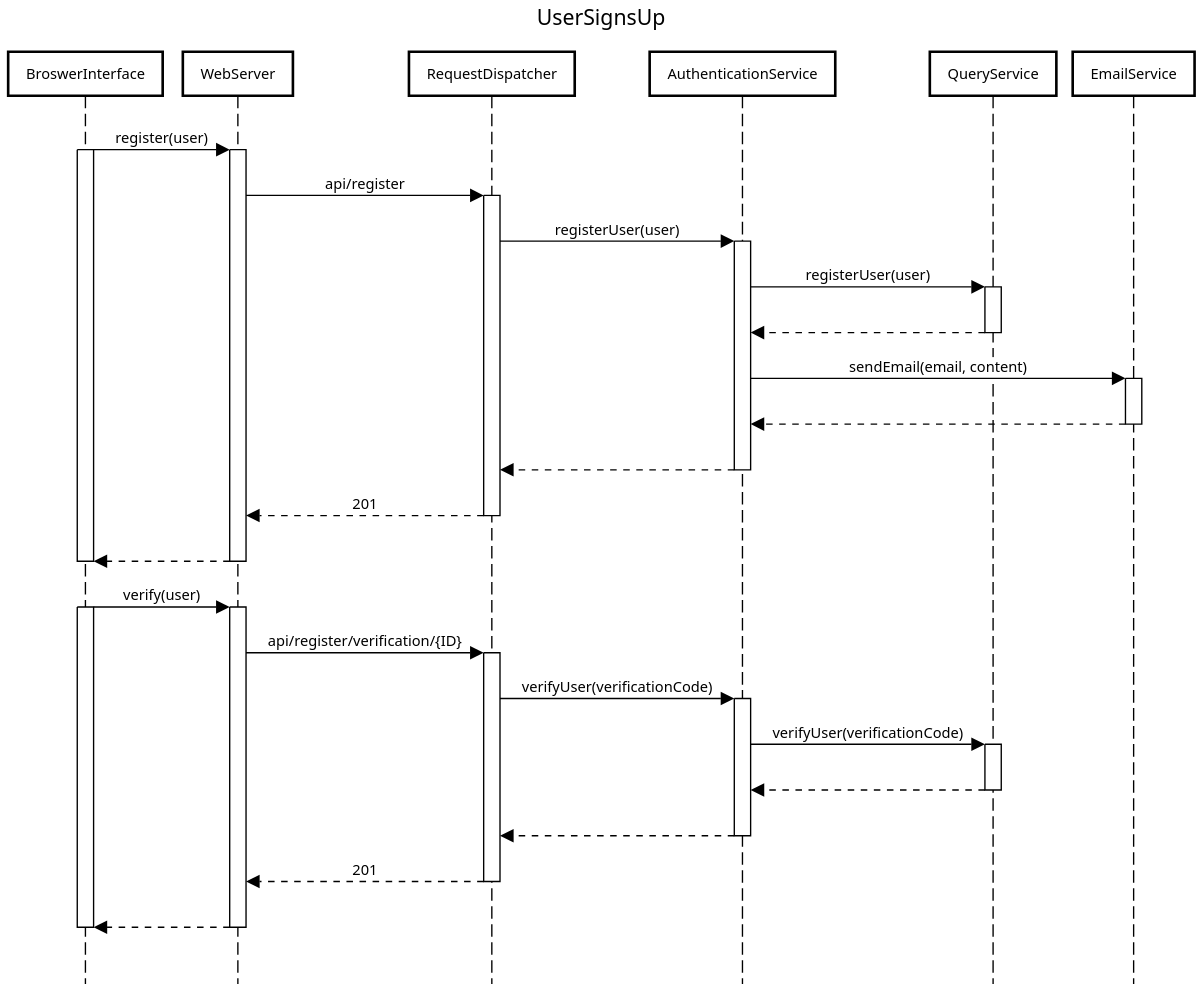 UserSignsUp
BroswerInterface
WebServer
RequestDispatcher
AuthenticationService
QueryService
EmailService
register(user)
api/register
registerUser(user)
registerUser(user)
sendEmail(email, content)
201
verify(user)
api/register/verification/{ID}
verifyUser(verificationCode)
verifyUser(verificationCode)
201